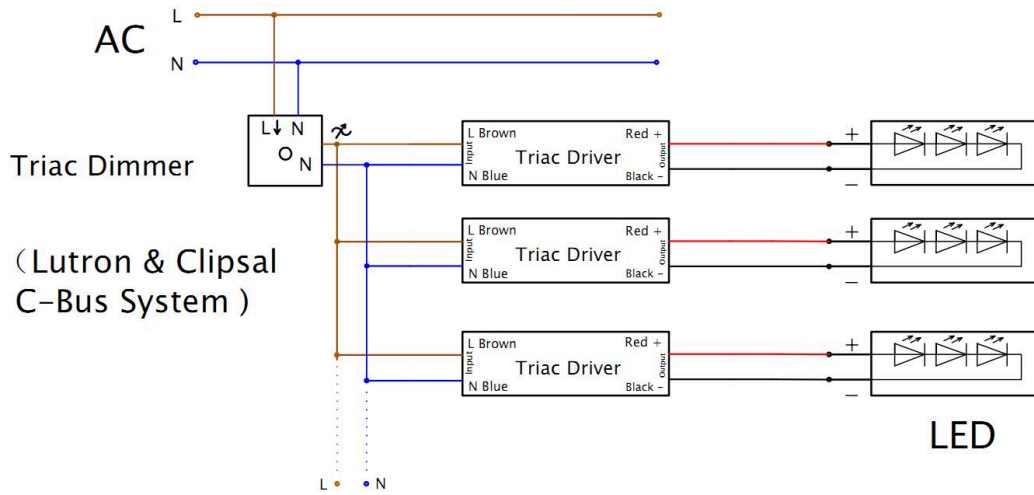 L
AC
N
L N
N
Triac Dimmer
（Lutron & Clipsal
C-Bus System )
L Brown
Input
N Blue
Triac Driver
Red +
Output
Black -
+
−
L Brown
Input
N Blue
Triac Driver
Red +
Output
Black -
+
−
L Brown
Input
N Blue
Triac Driver
Red +
Output
Black -
+
−
LED
L N